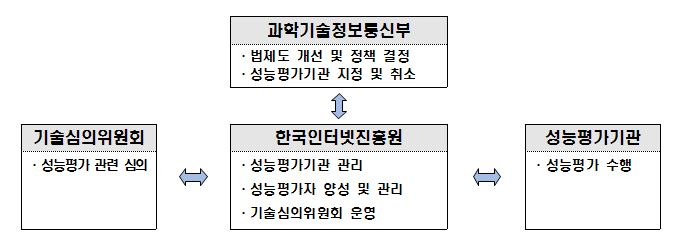 과학기술정보통신부
· 법제도 개선 및 정책 결정
· 성능평가기관 지정 및 취소
기술심의위원회
· 성능평가 관련 심의
한국인터넷진흥원
· 성능평가기관 관리
· 성능평가자 양성 및 관리
· 기술심의위원회 운영
성능평가기관
· 성능평가 수행